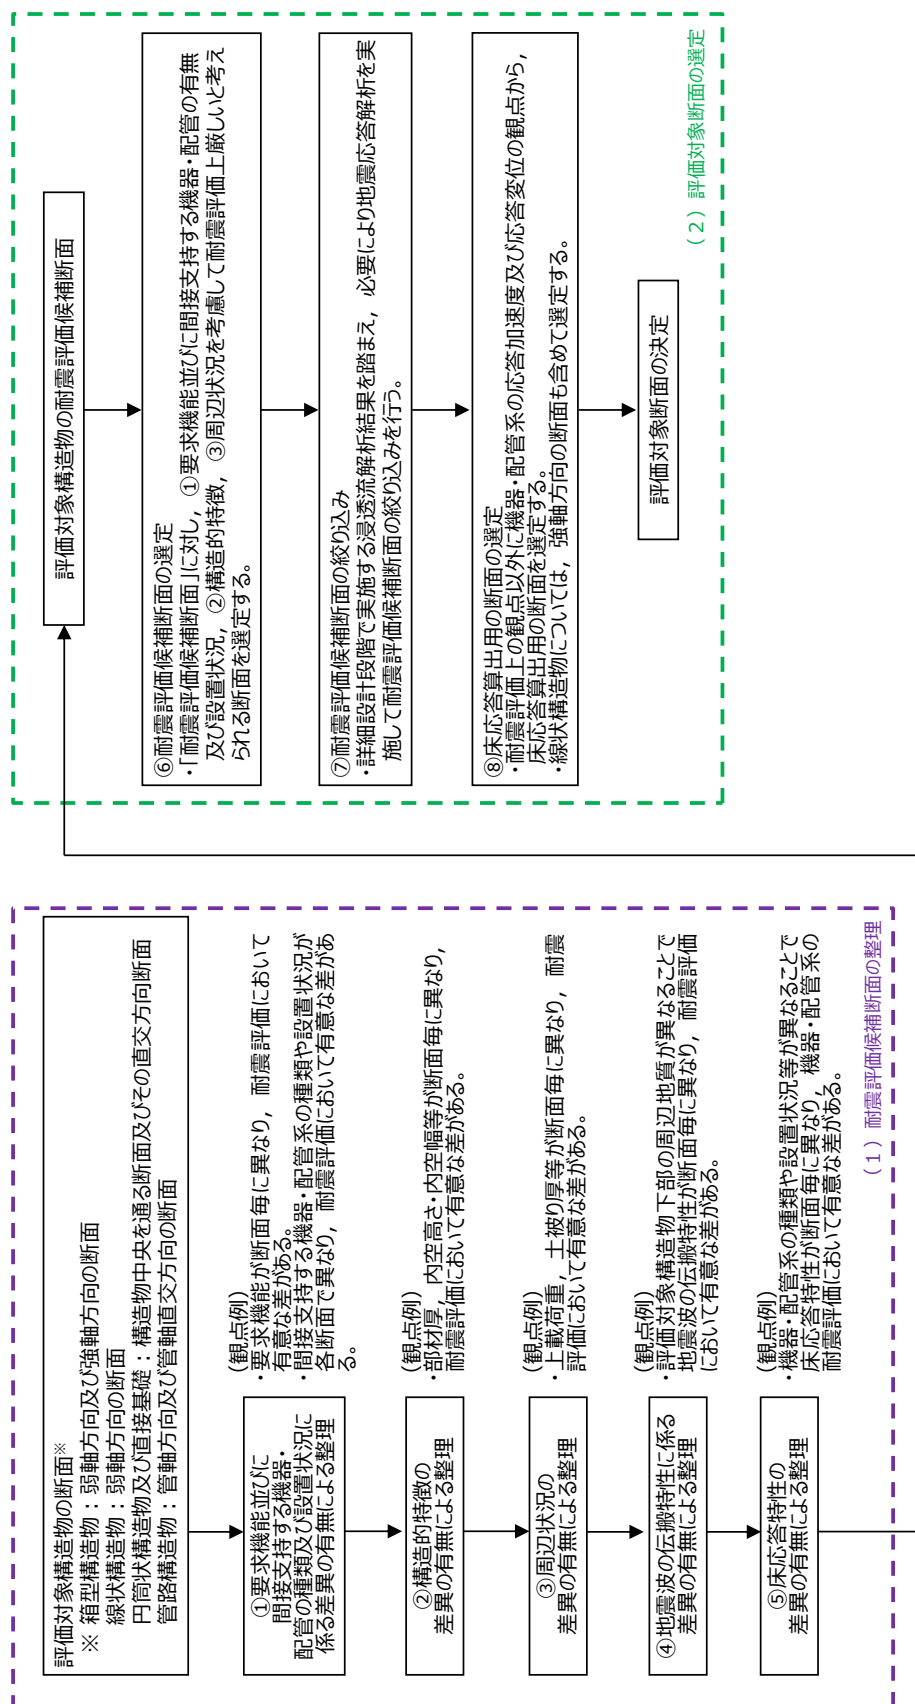 評価対象構造物の断面※
※ 箱型構造物：弱軸方向及び強軸方向の断面
線状構造物：弱軸方向の断面
円筒状構造物及び直接基礎：構造物中央を通る断面及びその直交方向断面
管路構造物：管軸方向及び管軸直交方向の断面
①要求機能並びに
間接支持する機器・
配管の種類及び設置状況に
係る差異の有無による整理
（観点例）
・要求機能が断面毎に異なり，耐震評価において
有意な差がある。
・間接支持する機器・配管系の種類や設置状況が
各断面で異なり，耐震評価において有意な差があ
る。
②構造的特徴の
差異の有無による整理
（観点例）
・部材厚，内空高さ・内空幅等が断面毎に異なり，
耐震評価において有意な差がある。
③周辺状況の
差異の有無による整理
（観点例）
・上載荷重，土被り厚等が断面毎に異なり，耐震
評価において有意な差がある。
④地震波の伝搬特性に係る
差異の有無による整理
（観点例）
・評価対象構造物下部の周辺地質が異なることで
地震波の伝搬特性が断面毎に異なり，耐震評価
において有意な差がある。
⑤床応答特性の
差異の有無による整理
（観点例）
・機器・配管系の種類や設置状況等が異なることで
床応答特性が断面毎に異なり，機器・配管系の
耐震評価において有意な差がある。
（１）耐震評価候補断面の整理
評価対象構造物の耐震評価候補断面
⑥耐震評価候補断面の選定
・「耐震評価候補断面」に対し，①要求機能並びに間接支持する機器・配管の有無
及び設置状況，②構造的特徴，③周辺状況を考慮して耐震評価上厳しいと考え
られる断面を選定する。
⑦耐震評価候補断面の絞り込み
・詳細設計段階で実施する浸透流解析結果を踏まえ，必要により地震応答解析を実
施して耐震評価候補断面の絞り込みを行う。
⑧床応答算出用の断面の選定
・耐震評価上の観点以外に機器・配管系の応答加速度及び応答変位の観点から，
床応答算出用の断面を選定する。
・線状構造物については，強軸方向の断面も含めて選定する。
評価対象断面の決定
（２）評価対象断面の選定